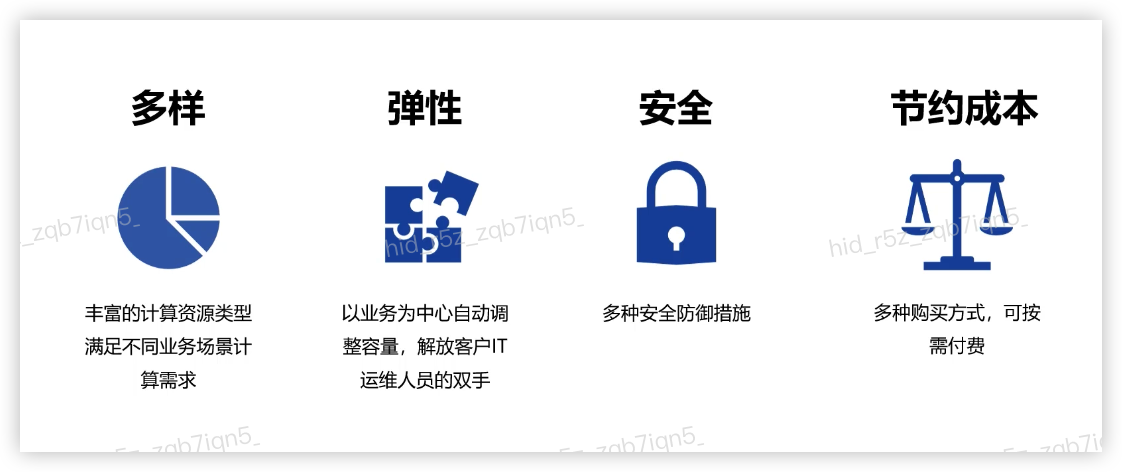 多样
弹性
安全
节约成本
_zqb7iqn5_
hid_r5z_zqb7iqn5_
hid_r5z_zqb7iqn5_
丰富的计算资源类型
满足不同业务场景计
算需求
以业务为中心自动调
整容量，解放客户IT
运维人员的双手
多种安全防御措施
多种购买方式，可按
需付费
_zqb7iqn5_
_zqb7iqn5_